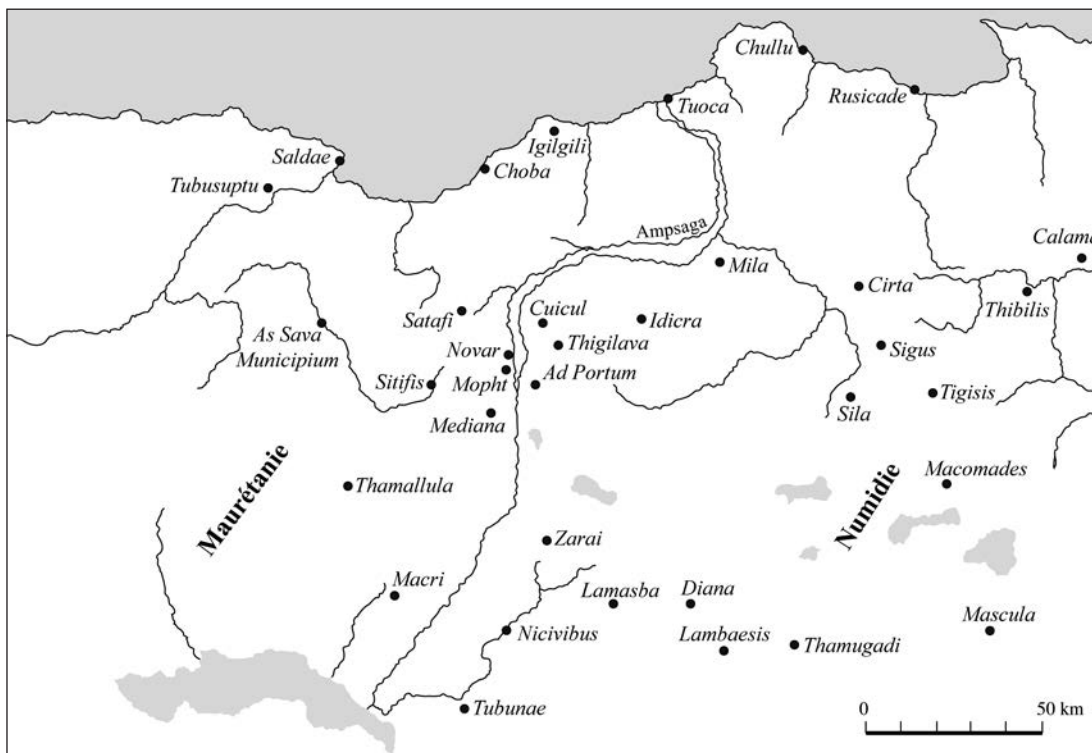 Chullu
Rusicade
Tuoca
Igilgili
Saldae
Choba
Tubusuptu
Ampsaga
Calama
Mila
Cirta
Thibilis
Satafi
Cuicul
Idicra
As Sava
Municipium
Novar
Thigilava
Sigus
Sitifis
Mopht
Ad Portum
Tigisis
Mediana
Sila
Maurétanie
Thamallula
Numidie
Macomades
Zarai
Macri
Lamasba
Diana
Mascula
Nicivibus
Lambaesis
Thamugadi
Tubunae
0
50 km